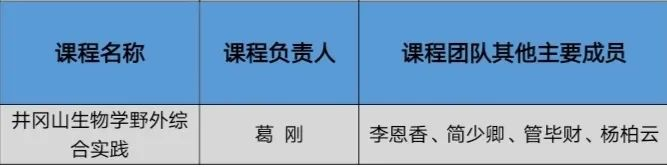 课程名称
课程负责人
课程团队其他主要成员
井冈山生物学野外综
合实践
葛 刚
李恩香、简少卿、管毕财、杨柏云